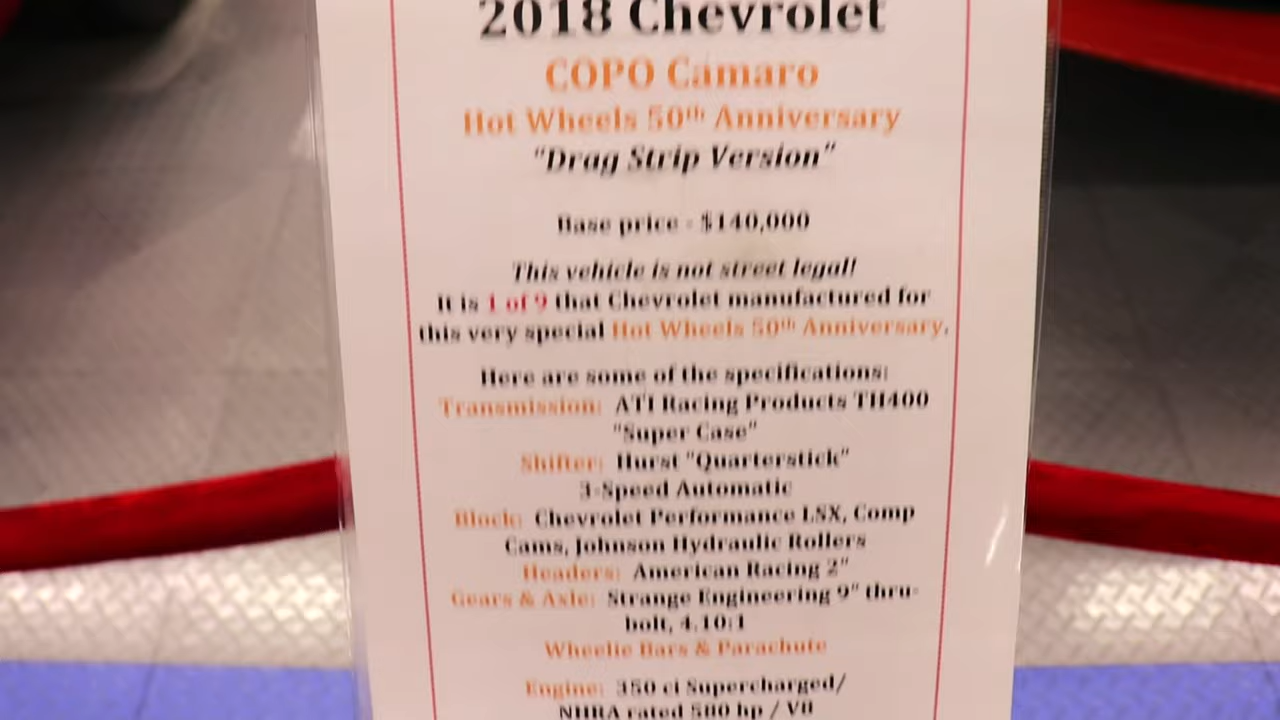 2018 Chevrolet
COPO Camaro
Hot Wheels 50th Anniversary
"Drag Strip Version"
Base price - $140,000
This vehicle is not street legal!
It is 1 of 9 that Chevrolet manufactured for
this very special Hot Wheels 50th Anniversary.
Here are some of the specifications:
Transmission: ATI Racing Products TH400
"Super Case"
Shifter: Hurst "Quarterstick"
3-Speed Automatic
Block: Chevrolet Performance LSX, Comp
Cams, Johnson Hydraulic Rollers
Headers: American Racing 2"
Gears & Axle: Strange Engineering 9" thru-
bolt, 4.10:1
Wheelie Bars & Parachute
Engine: 350 ci Supercharged/
NHRA rated 580 hp / V8